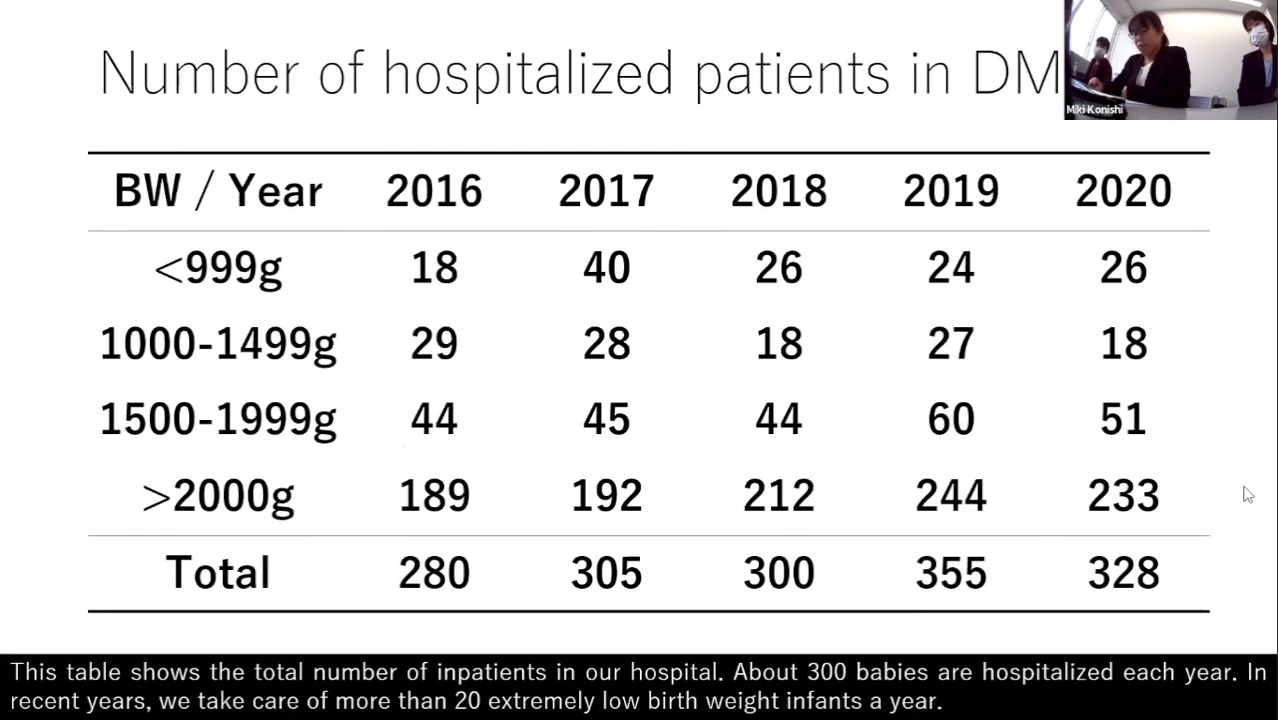 Number of hospitalized patients in DM
Miki Konishi
BW / Year 2016 2017 2018 2019 2020
<999g 18 40 26 24 26
1000-1499g 29 28 18 27 18
1500-1999g 44 45 44 60 51
>2000g 189 192 212 244 233
Total 280 305 300 355 328
This table shows the total number of inpatients in our hospital. About 300 babies are hospitalized each year. In
recent years, we take care of more than 20 extremely low birth weight infants a year.